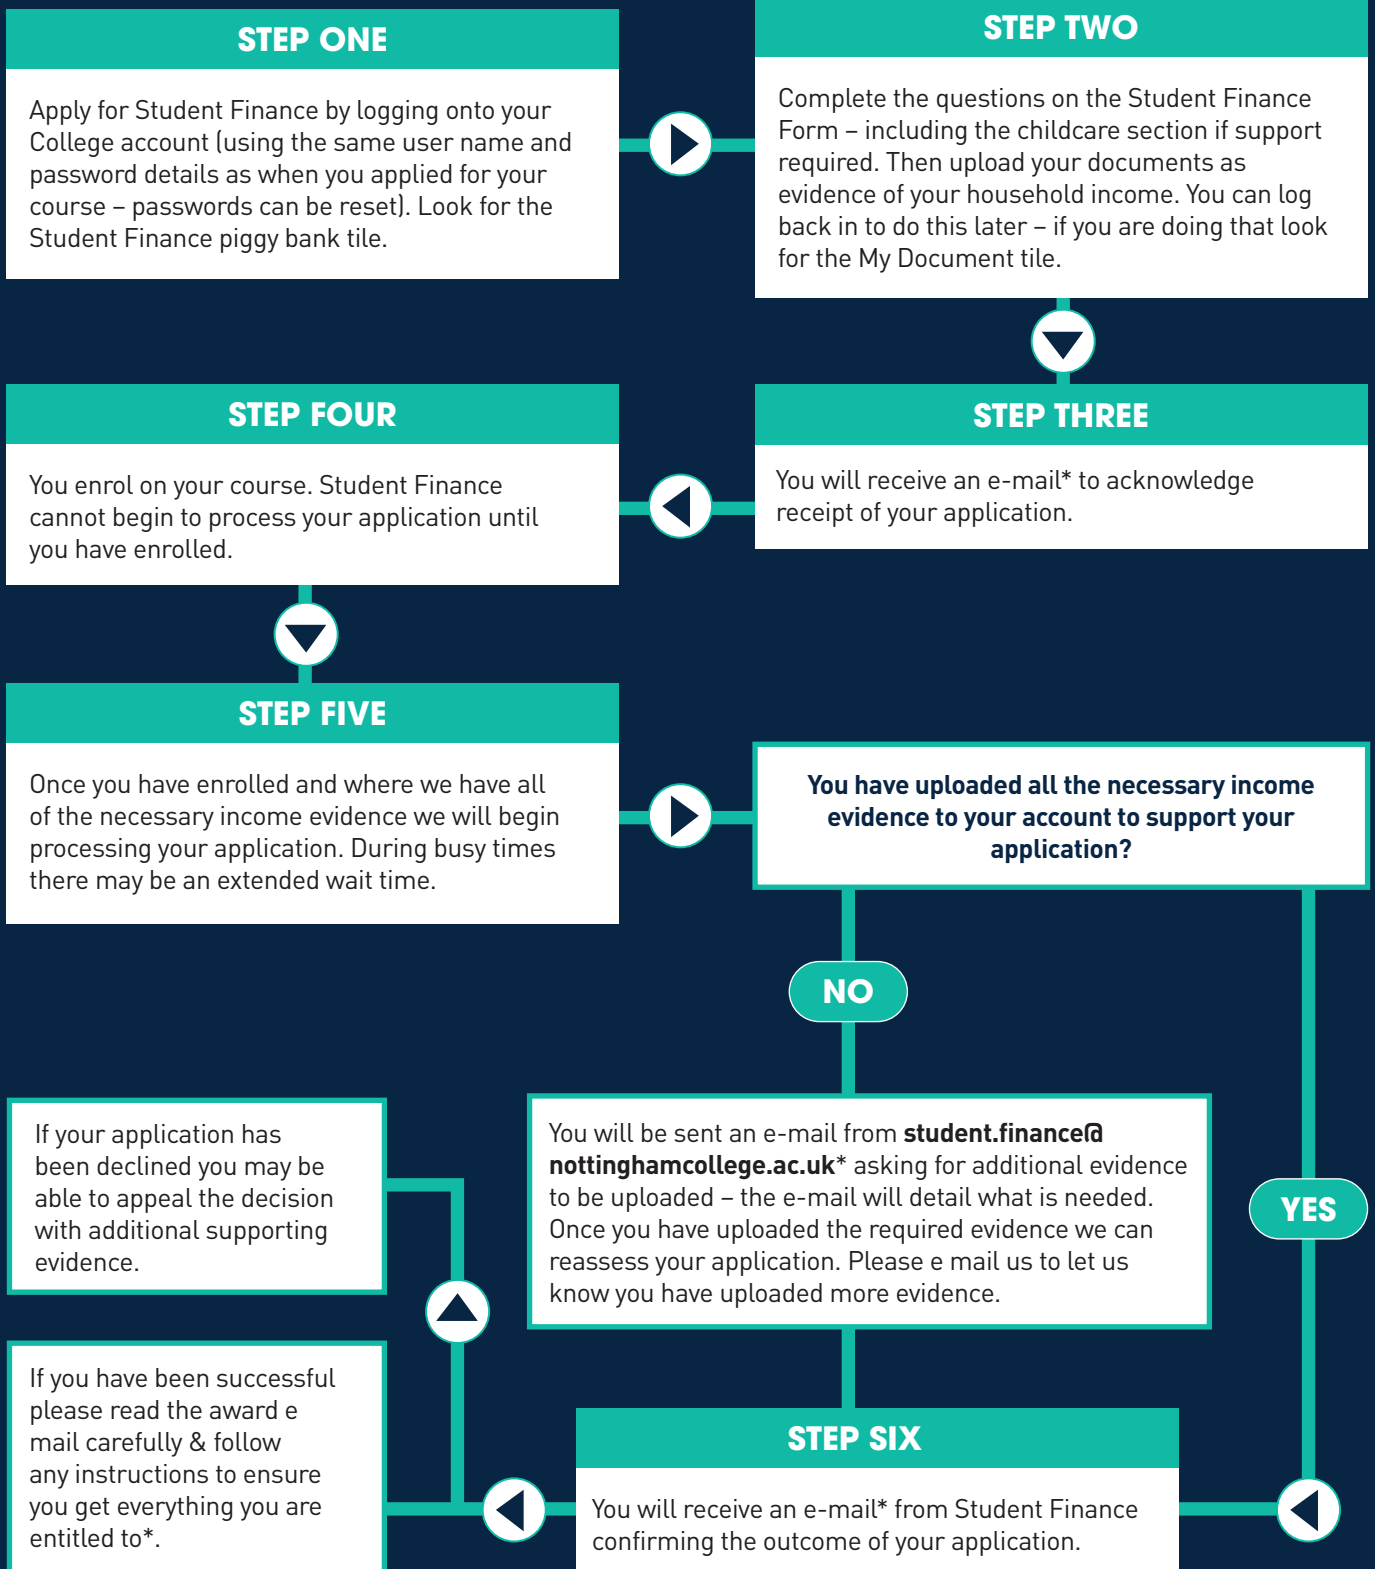 STEP ONE
Apply for Student Finance by logging onto your
College account (using the same user name and
password details as when you applied for your
course – passwords can be reset). Look for the
Student Finance piggy bank tile.
STEP TWO
Complete the questions on the Student Finance
Form – including the childcare section if support
required. Then upload your documents as
evidence of your household income. You can log
back in to do this later – if you are doing that look
for the My Document tile.
STEP THREE
You will receive an e-mail* to acknowledge
receipt of your application.
STEP FOUR
You enrol on your course. Student Finance
cannot begin to process your application until
you have enrolled.
STEP FIVE
Once you have enrolled and where we have all
of the necessary income evidence we will begin
processing your application. During busy times
there may be an extended wait time.
You have uploaded all the necessary income
evidence to your account to support your
application?
NO
You will be sent an e-mail from student.finance@
nottinghamcollege.ac.uk* asking for additional evidence
to be uploaded – the e-mail will detail what is needed.
Once you have uploaded the required evidence we can
reassess your application. Please e mail us to let us
know you have uploaded more evidence.
YES
STEP SIX
You will receive an e-mail* from Student Finance
confirming the outcome of your application.
If your application has
been declined you may be
able to appeal the decision
with additional supporting
evidence.
If you have been successful
please read the award e
mail carefully & follow
any instructions to ensure
you get everything you are
entitled to*.